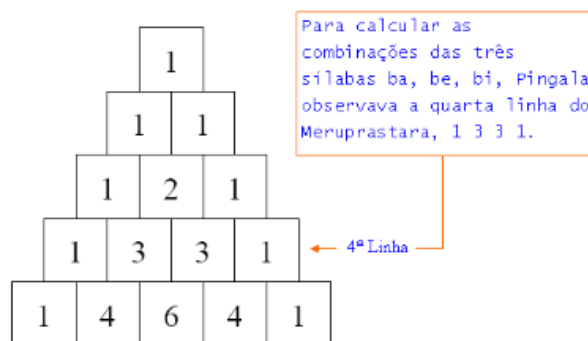 Para calcular as
combinações das três
sílabas ba, be, bi, Pingala
observava a quarta linha do
Meruprastara, 1 3 3 1.
1
1 1
1 2 1
1 3 3 1
4ª Linha
1 4 6 4 1